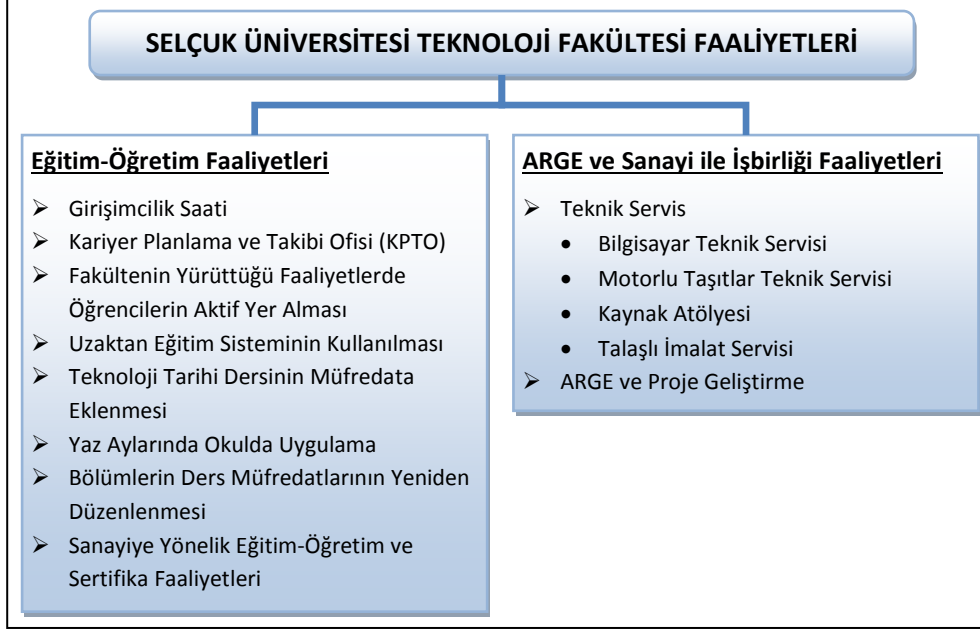 SELÇUK ÜNİVERSİTESİ TEKNOLOJİ FAKÜLTESİ FAALİYETLERİ
Eğitim-Öğretim Faaliyetleri
➢ Girişimcilik Saati
➢ Kariyer Planlama ve Takibi Ofisi (KPTO)
➢ Fakültenin Yürüttüğü Faaliyetlerde
Öğrencilerin Aktif Yer Alması
➢ Uzaktan Eğitim Sisteminin Kullanılması
➢ Teknoloji Tarihi Dersinin Müfredata
Eklenmesi
➢ Yaz Aylarında Okulda Uygulama
➢ Bölümlerin Ders Müfredatlarının Yeniden
Düzenlenmesi
➢ Sanayiye Yönelik Eğitim-Öğretim ve
Sertifika Faaliyetleri
ARGE ve Sanayi ile İşbirliği Faaliyetleri
➢ Teknik Servis
• Bilgisayar Teknik Servisi
• Motorlu Taşıtlar Teknik Servisi
• Kaynak Atölyesi
• Talaşlı İmalat Servisi
➢ ARGE ve Proje Geliştirme